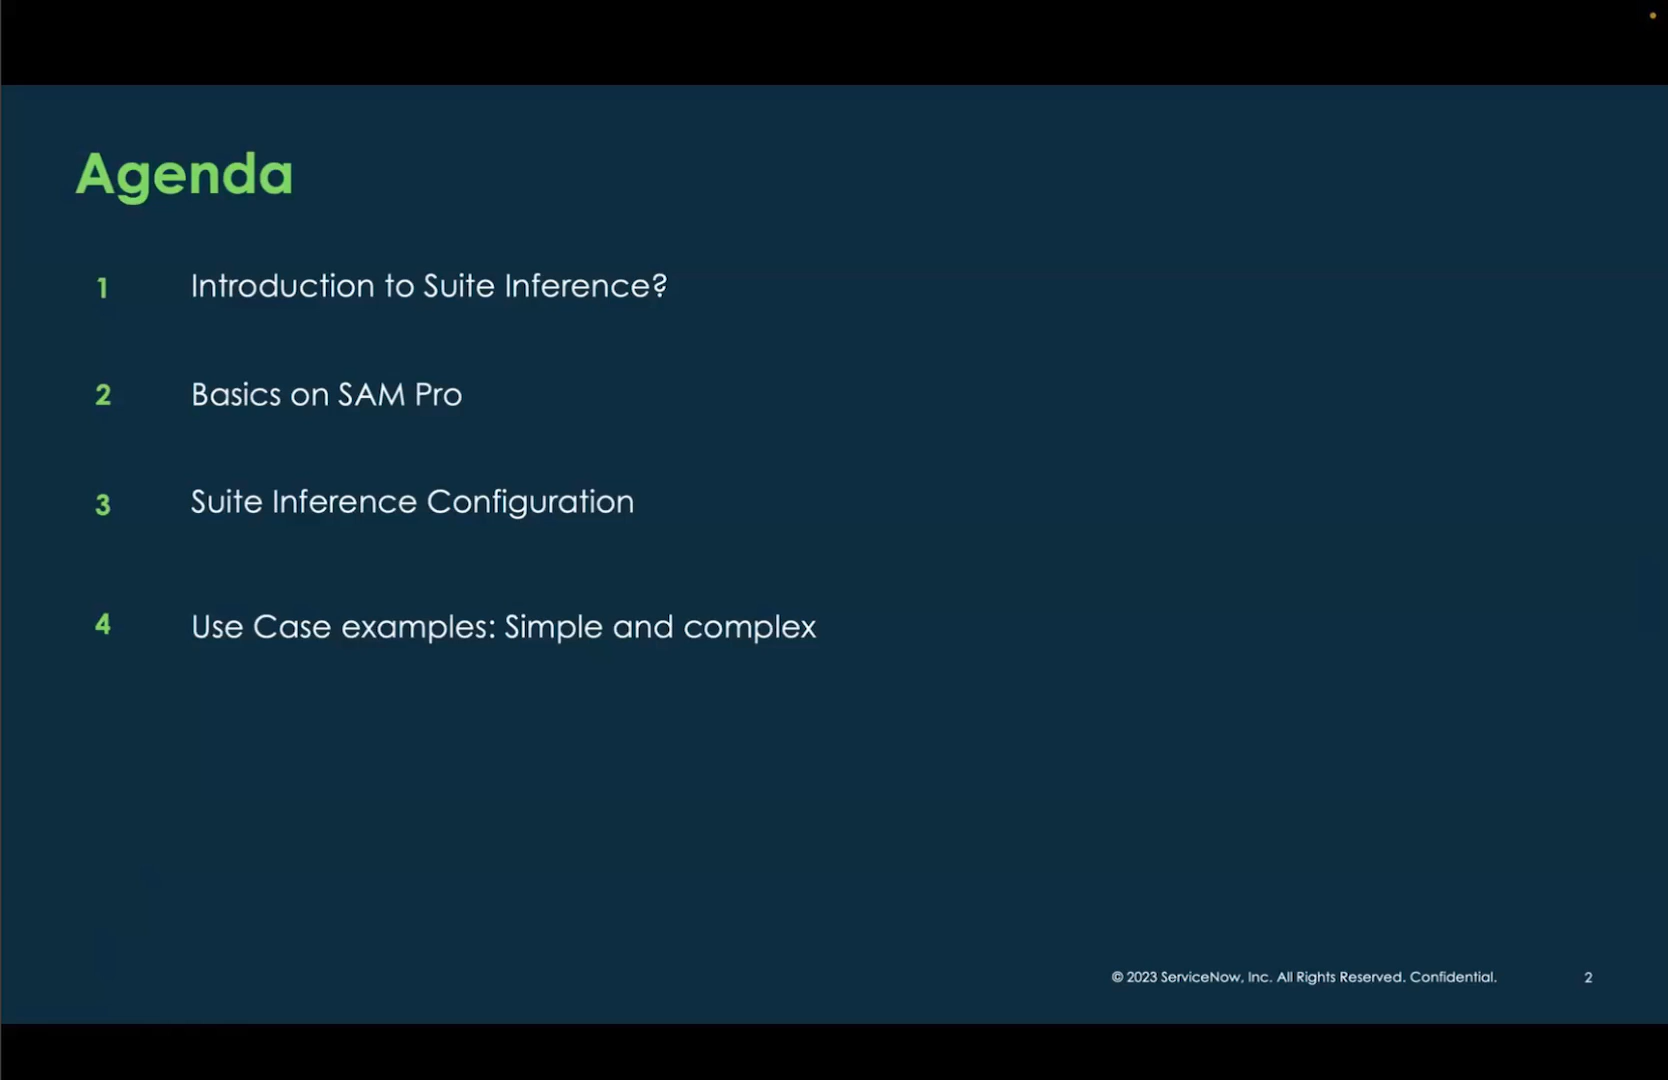 Agenda
1 Introduction to Suite Inference?
2 Basics on SAM Pro
3 Suite Inference Configuration
4 Use Case examples: Simple and complex
© 2023 ServiceNow, Inc. All Rights Reserved. Confidential. 2